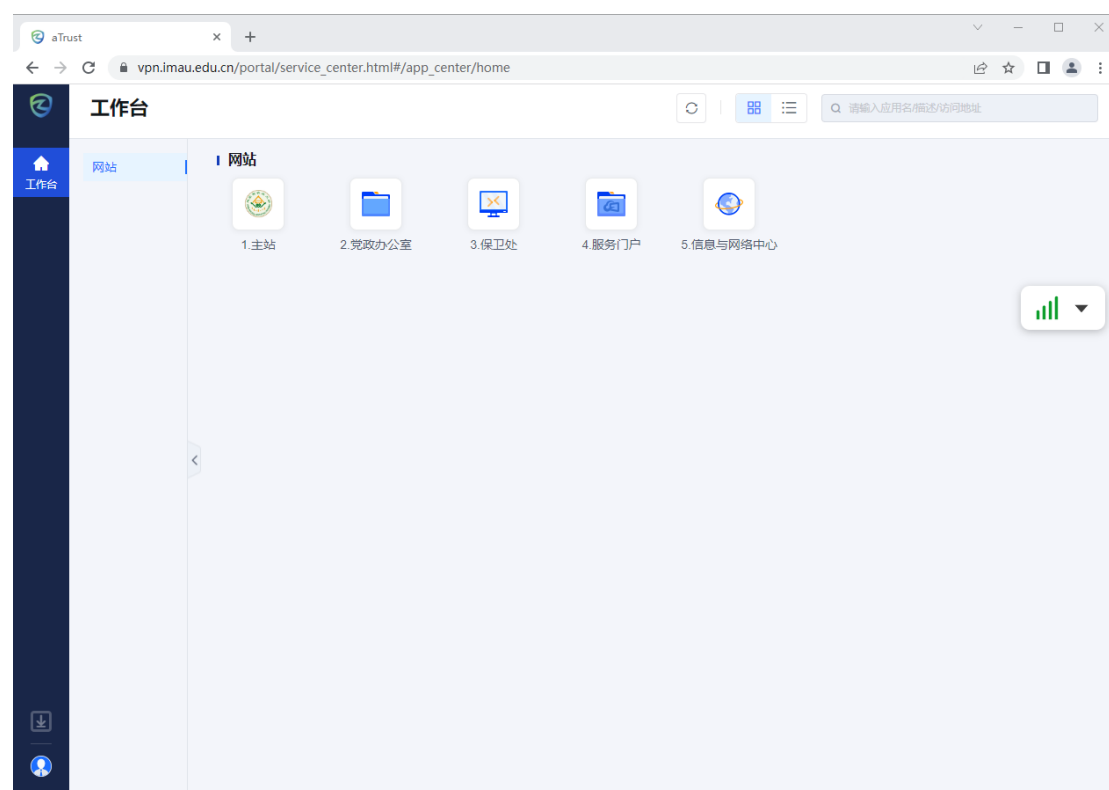 aTrust
vpn.imau.edu.cn/portal/service_center.html#/app_center/home
工作台
请输入应用名/描述/访问地址
工作台
网站
网站
1.主站
2.党政办公室
3.保卫处
4.服务门户
5.信息与网络中心